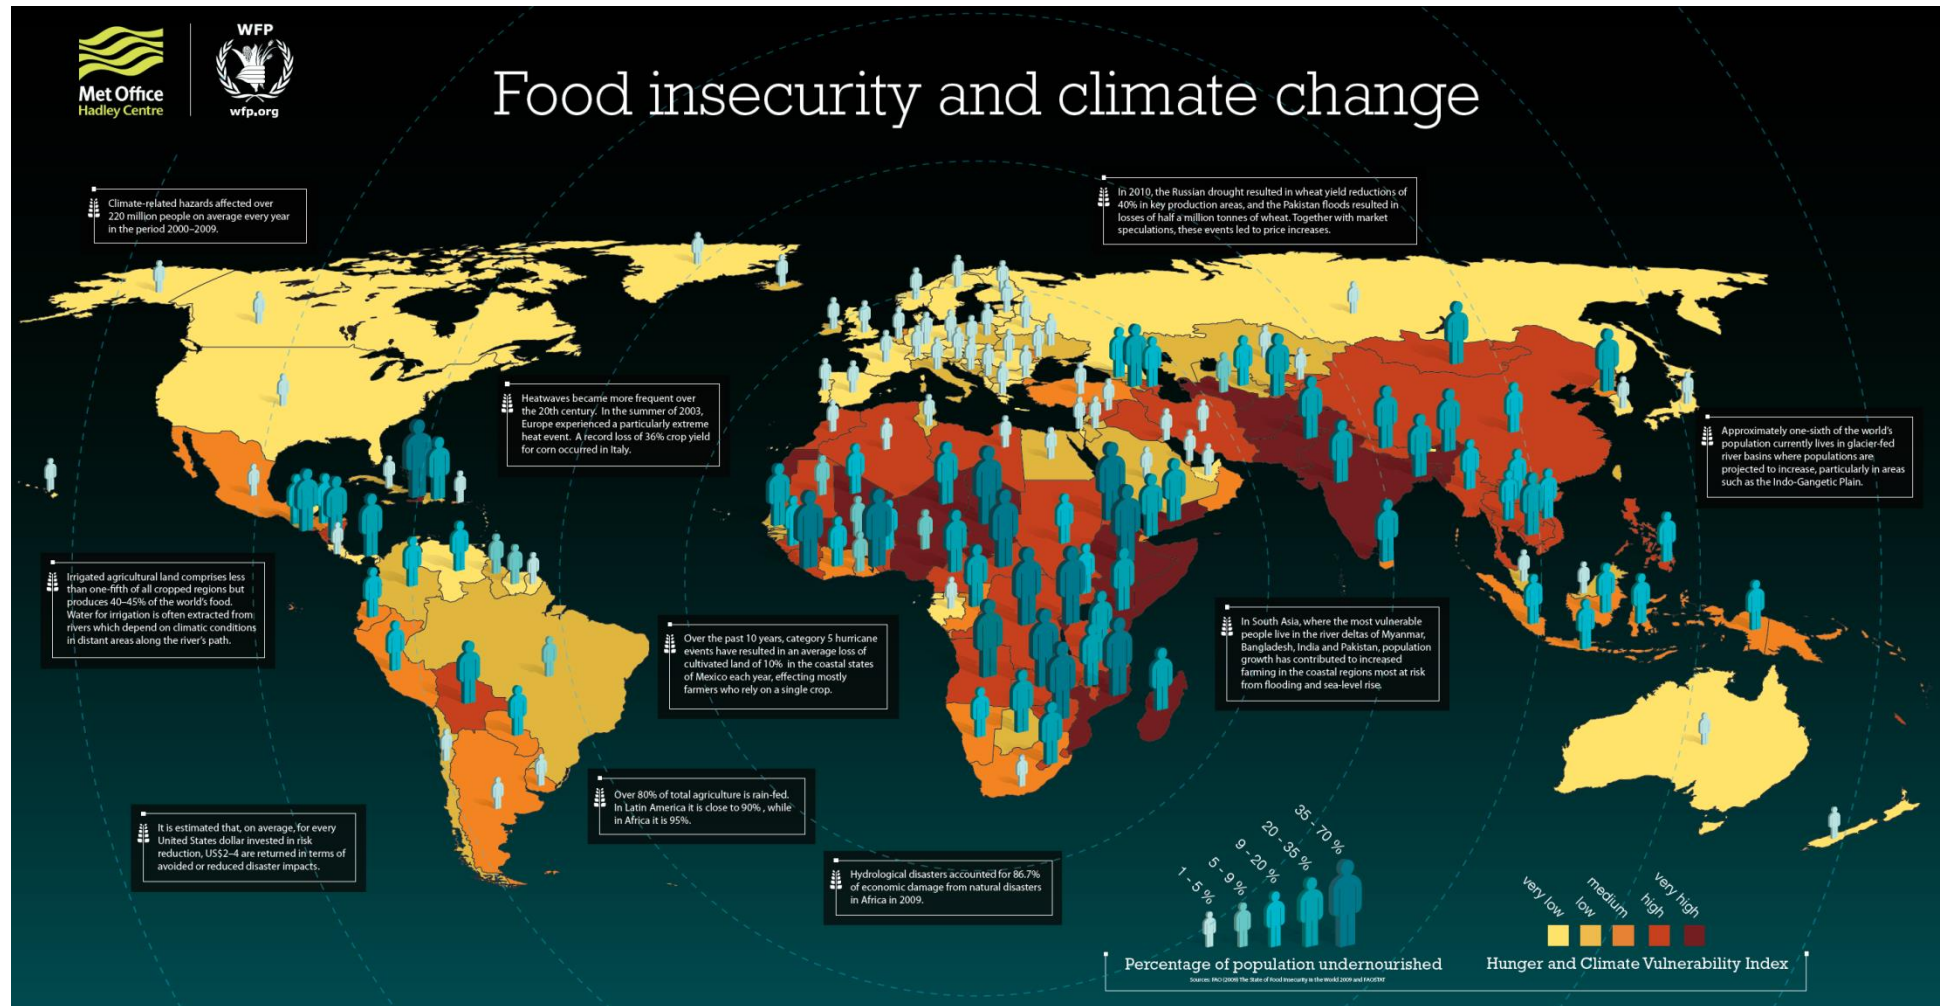 Met Office
Hadley Centre
WFP
wfp.org
Food insecurity and climate change
Climate-related hazards affected over
220 million people on average every year
in the period 2000–2009.
In 2010, the Russian drought resulted in wheat yield reductions of
40% in key production areas, and the Pakistan floods resulted in
losses of half a million tonnes of wheat. Together with market
speculations, these events led to price increases.
Heatwaves became more frequent over
the 20th century. In the summer of 2003,
Europe experienced a particularly extreme
heat event. A record loss of 36% crop yield
for corn occurred in Italy.
Approximately one-sixth of the world's
population currently lives in glacier-fed
river basins where populations are
projected to increase, particularly in areas
such as the Indo-Gangetic Plain.
Irrigated agricultural land comprises less
than one-fifth of all cropped regions but
produces 40–45% of the world's food.
Water for irrigation is often extracted from
rivers which depend on climatic conditions
in distant areas along the river's path.
Over the past 10 years, category 5 hurricane
events have resulted in an average loss of
cultivated land of 10% in the coastal states
of Mexico each year, effecting mostly
farmers who rely on a single crop.
In South Asia, where the most vulnerable
people live in the river deltas of Myanmar,
Bangladesh, India and Pakistan, population
growth has contributed to increased
farming in the coastal regions most at risk
from flooding and sea-level rise.
Over 80% of total agriculture is rain-fed.
In Latin America it is close to 90% , while
in Africa it is 95%.
It is estimated that, on average, for every
United States dollar invested in risk
reduction, US$2–4 are returned in terms of
avoided or reduced disaster impacts.
Hydrological disasters accounted for 86.7%
of economic damage from natural disasters
in Africa in 2009.
1 - 5 %
5 - 9 %
9 - 20 %
20 - 35 %
35 - 70 %
Percentage of population undernourished
Sources: FAO (2009) The State of Food Insecurity in the World 2009 and FAOSTAT
very low
low
medium
high
very high
Hunger and Climate Vulnerability Index